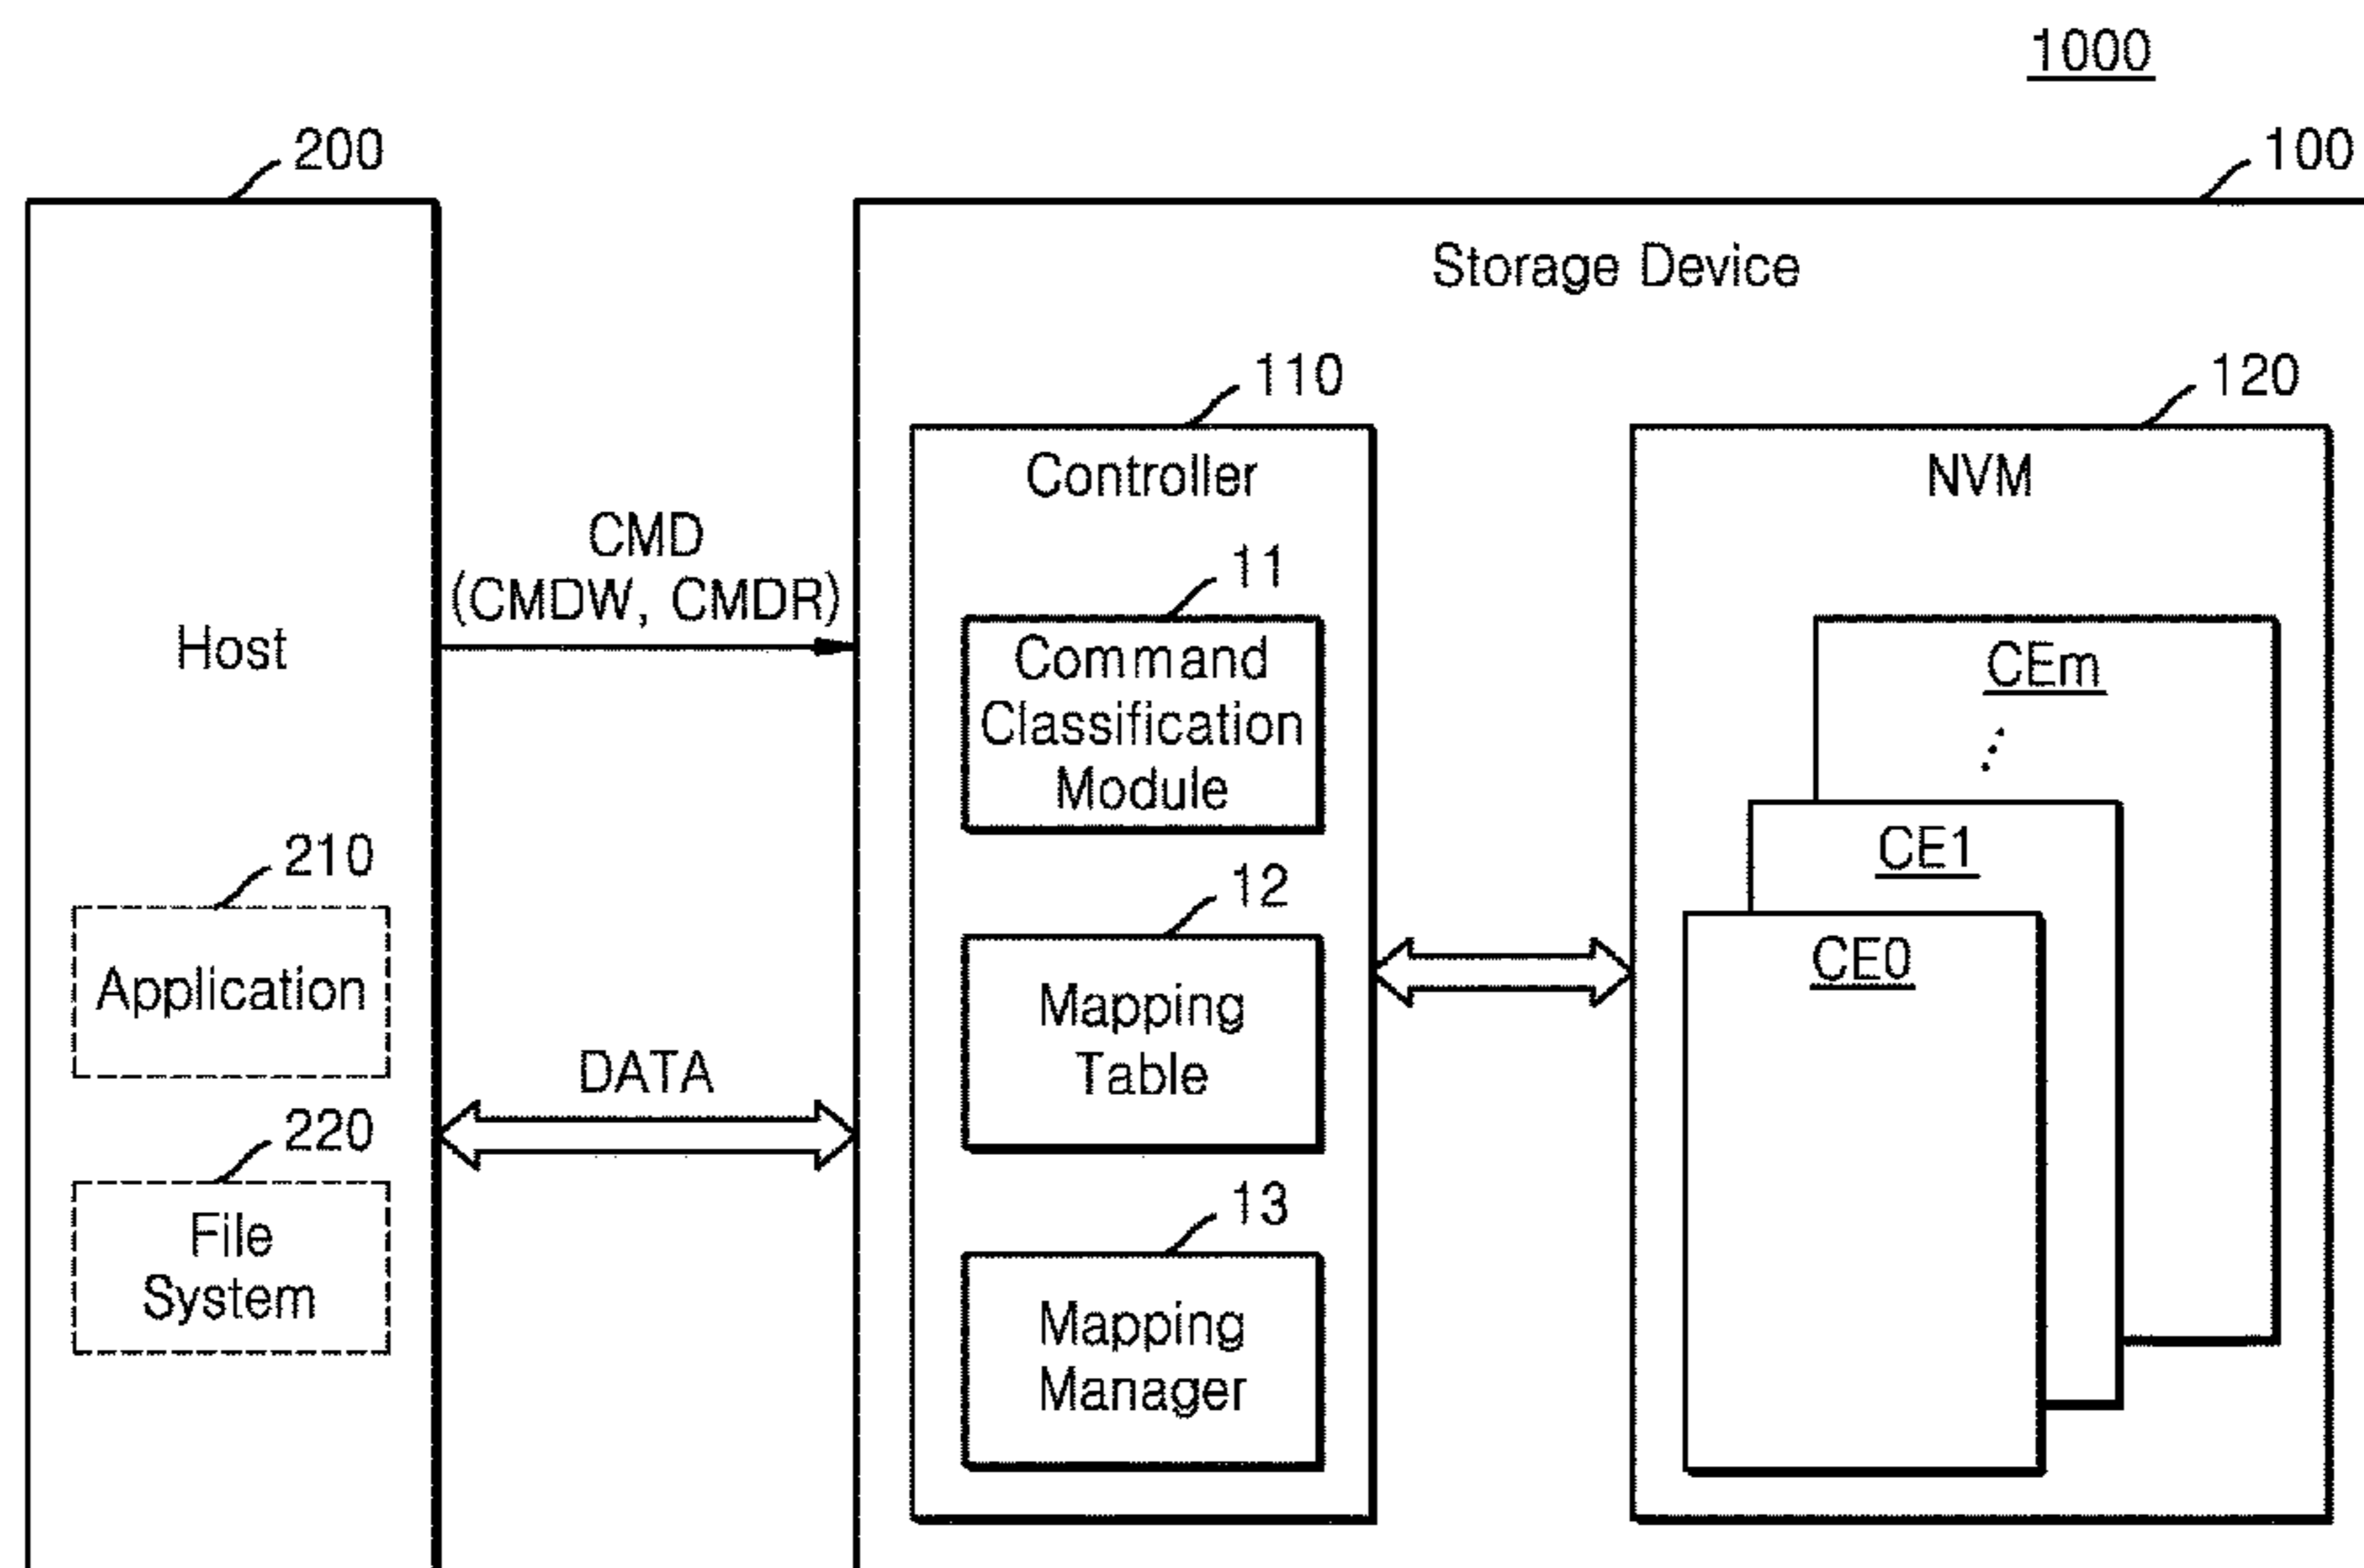 1000
200
100
Storage Device
110
120
Controller
NVM
CMD
(CMDW, CMDR)
11
Host
Command
Classification
Module
CEm
CE1
210
12
CE0
Application
Mapping
Table
DATA
220
13
File
System
Mapping
Manager